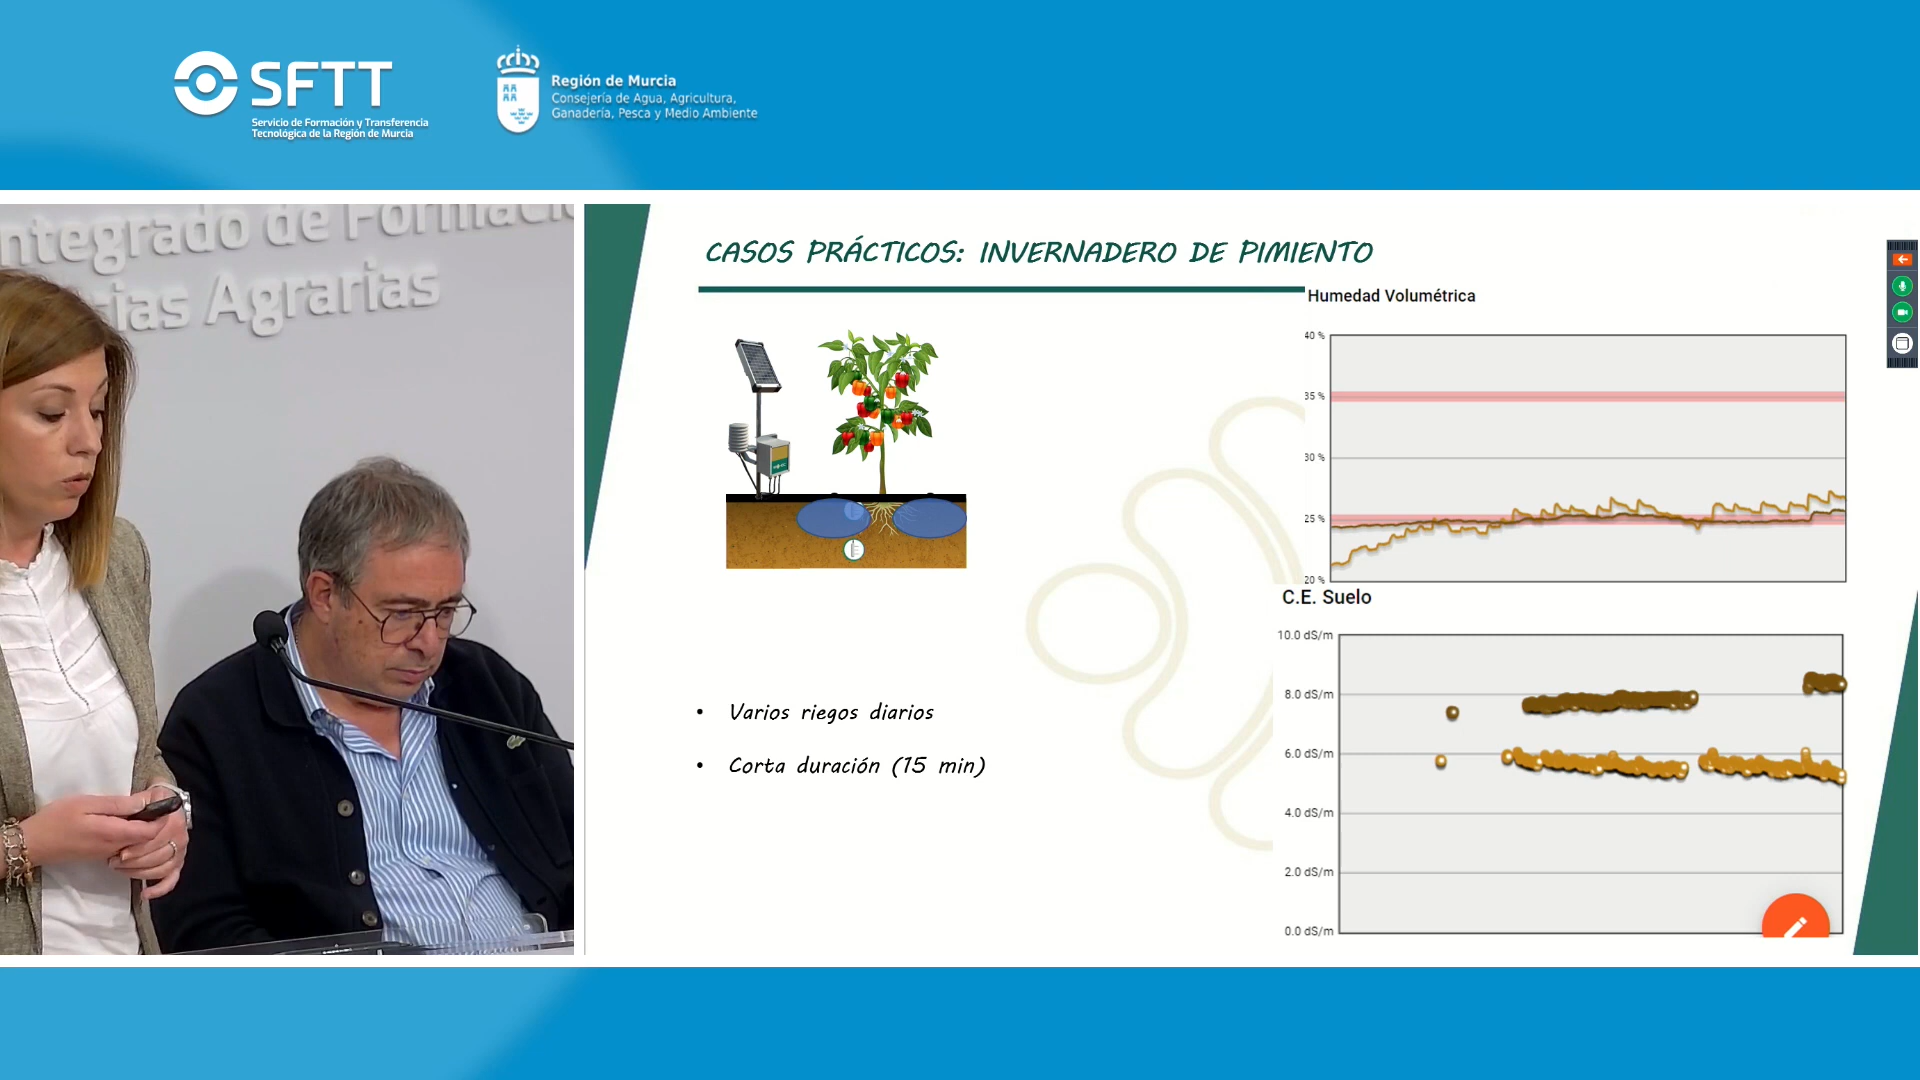 SFTT
Servicio de Formación y Transferencia
Tecnológica de la Región de Murcia
Región de Murcia
Consejería de Agua, Agricultura,
Ganadería, Pesca y Medio Ambiente
ntegrado de Formació
rias Agrarias
CASOS PRÁCTICOS: INVERNADERO DE PIMIENTO
Humedad Volumétrica
40 %
35 %
30 %
25 %
20 %
C.E. Suelo
10.0 dS/m
8.0 dS/m
6.0 dS/m
4.0 dS/m
2.0 dS/m
0.0 dS/m
• Varios riegos diarios
• Corta duración (15 min)